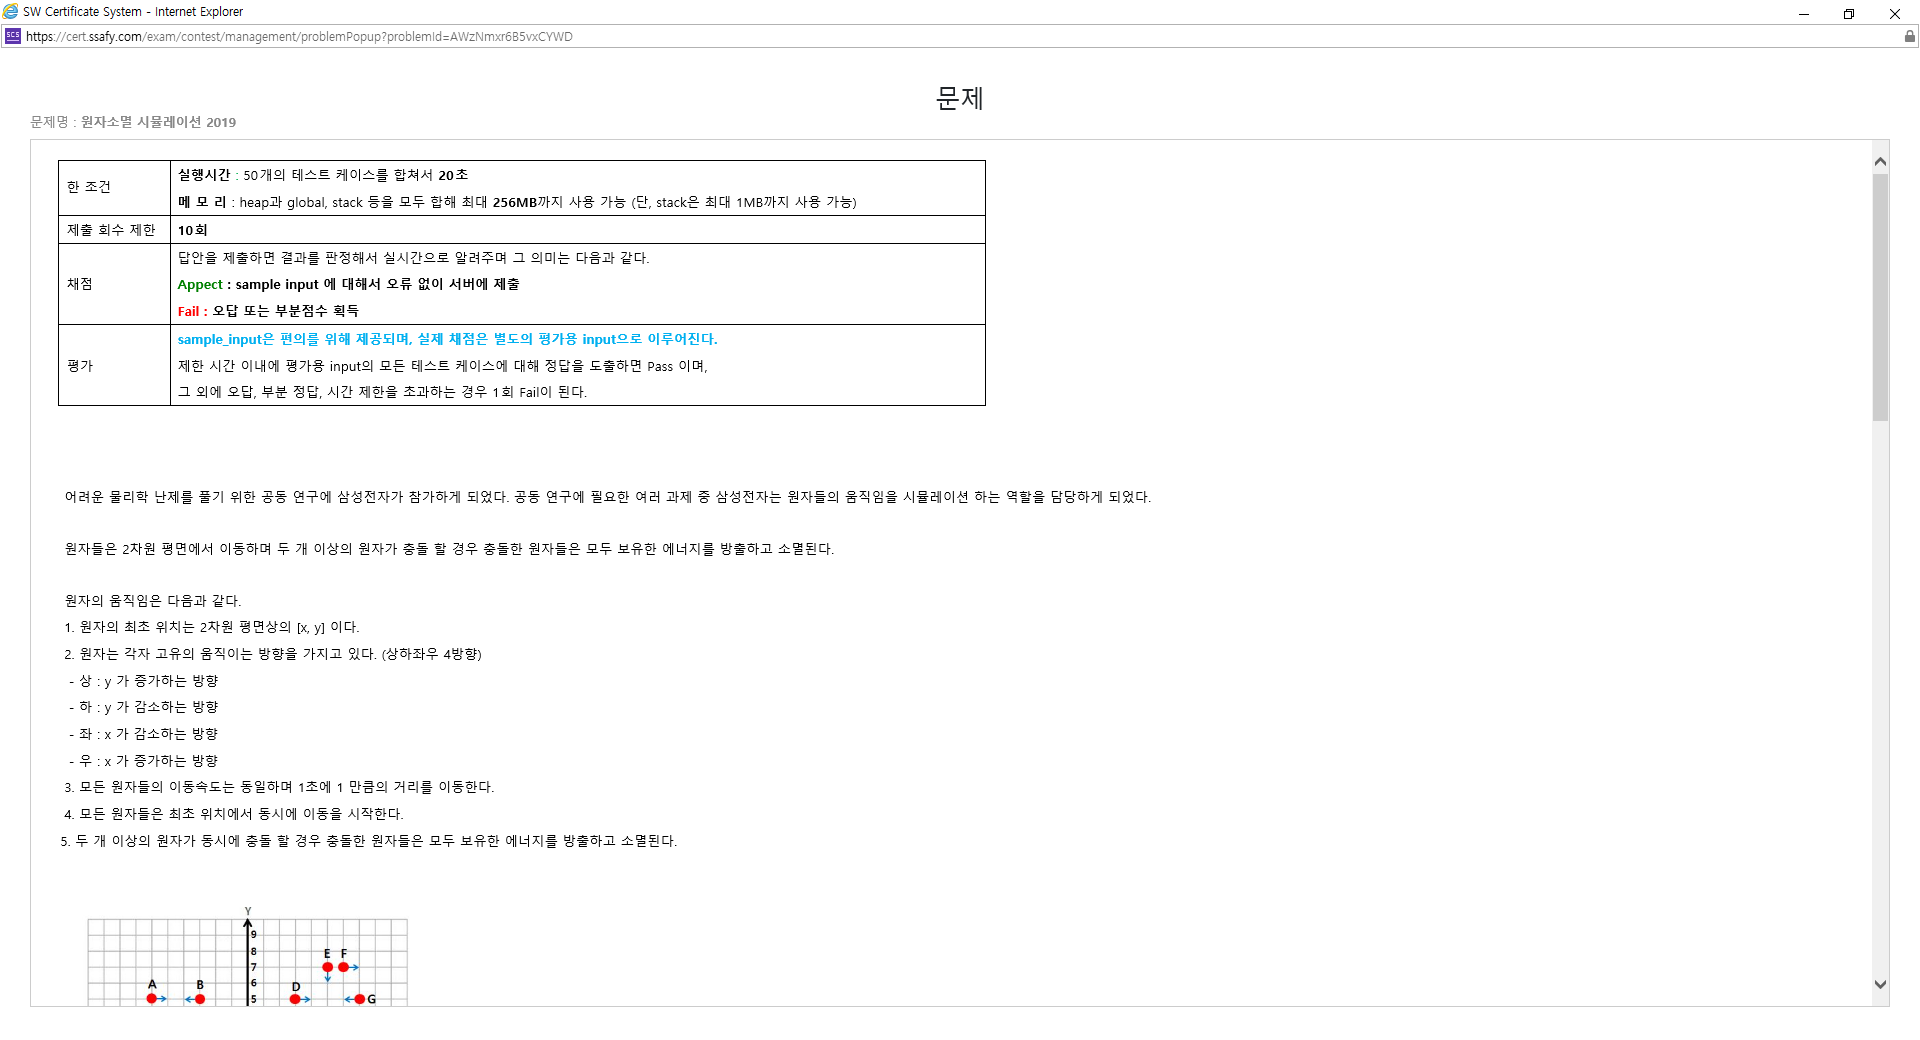 SW Certificate System - Internet Explorer
SCS https://cert.ssafy.com/exam/contest/management/problemPopup?problemId=AWzNmxr6B5vxCYWD
문제
문제명 : 원자소멸 시뮬레이션 2019
한 조건
실행시간 : 50개의 테스트 케이스를 합쳐서 20초
메 모 리 : heap과 global, stack 등을 모두 합해 최대 256MB까지 사용 가능 (단, stack은 최대 1MB까지 사용 가능)
제출 회수 제한
10회
채점
답안을 제출하면 결과를 판정해서 실시간으로 알려주며 그 의미는 다음과 같다.
Appect : sample input 에 대해서 오류 없이 서버에 제출
Fail : 오답 또는 부분점수 획득
평가
sample_input은 편의를 위해 제공되며, 실제 채점은 별도의 평가용 input으로 이루어진다.
제한 시간 이내에 평가용 input의 모든 테스트 케이스에 대해 정답을 도출하면 Pass 이며,
그 외에 오답, 부분 정답, 시간 제한을 초과하는 경우 1회 Fail이 된다.
어려운 물리학 난제를 풀기 위한 공동 연구에 삼성전자가 참가하게 되었다. 공동 연구에 필요한 여러 과제 중 삼성전자는 원자들의 움직임을 시뮬레이션 하는 역할을 담당하게 되었다.
원자들은 2차원 평면에서 이동하며 두 개 이상의 원자가 충돌 할 경우 충돌한 원자들은 모두 보유한 에너지를 방출하고 소멸된다.
원자의 움직임은 다음과 같다.
1. 원자의 최초 위치는 2차원 평면상의 [x, y] 이다.
2. 원자는 각자 고유의 움직이는 방향을 가지고 있다. (상하좌우 4방향)
- 상 : y 가 증가하는 방향
- 하 : y 가 감소하는 방향
- 좌 : x 가 감소하는 방향
- 우 : x 가 증가하는 방향
3. 모든 원자들의 이동속도는 동일하며 1초에 1 만큼의 거리를 이동한다.
4. 모든 원자들은 최초 위치에서 동시에 이동을 시작한다.
5. 두 개 이상의 원자가 동시에 충돌 할 경우 충돌한 원자들은 모두 보유한 에너지를 방출하고 소멸된다.
Y
9
8
E F
7
A B 6 D
5 G